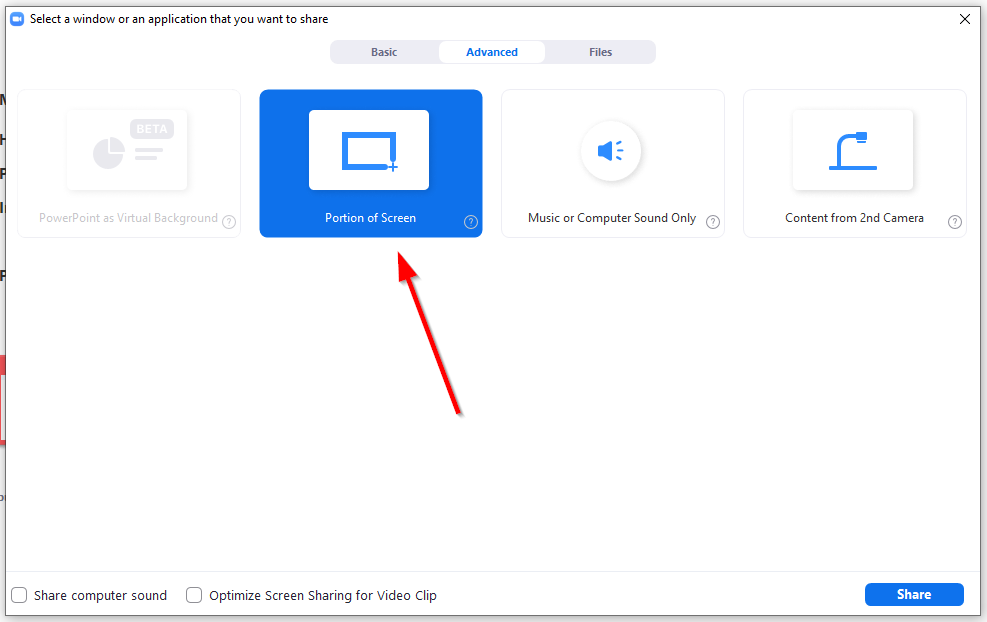 Select a window or an application that you want to share
Basic
Advanced
Files
BETA
PowerPoint as Virtual Background ?
Portion of Screen ?
Music or Computer Sound Only ?
Content from 2nd Camera ?
Share computer sound
Optimize Screen Sharing for Video Clip
Share